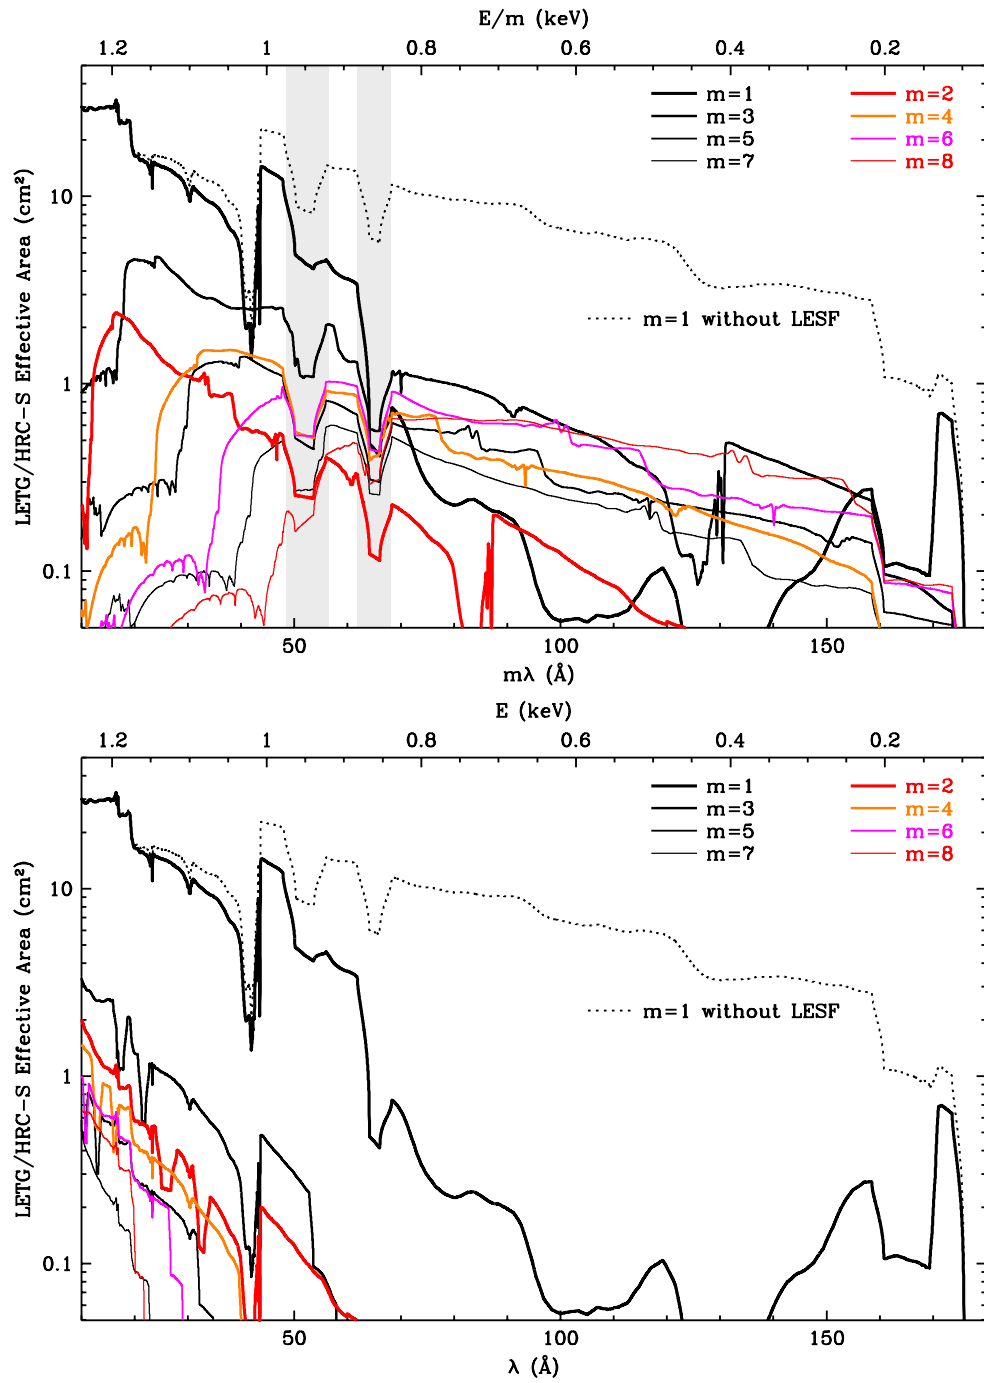 E/m (keV)
1.2 1 0.8 0.6 0.4 0.2
LETG/HRC-S Effective Area (cm²)
10
1
0.1
m=1 m=2
m=3 m=4
m=5 m=6
m=7 m=8
m=1 without LESF
50 100 150
mλ (Å)
E (keV)
1.2 1 0.8 0.6 0.4 0.2
LETG/HRC-S Effective Area (cm²)
10
1
0.1
m=1 m=2
m=3 m=4
m=5 m=6
m=7 m=8
m=1 without LESF
50 100 150
λ (Å)